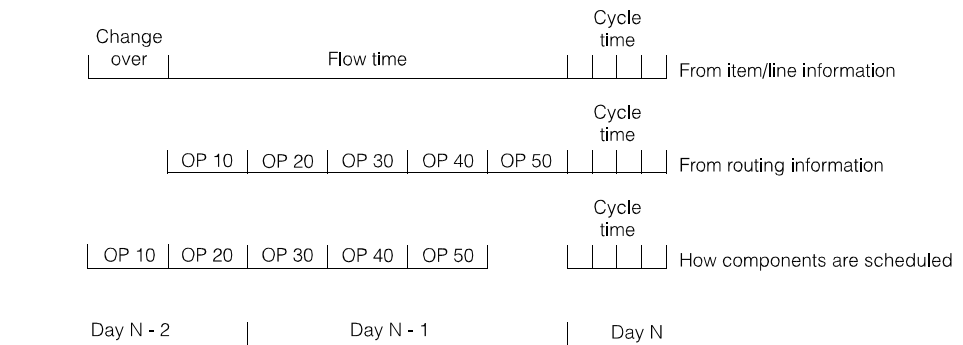 Change over
Flow time
Cycle time
From item/line information
OP 10 OP 20 OP 30 OP 40 OP 50
Cycle time
From routing information
OP 10 OP 20 OP 30 OP 40 OP 50
Cycle time
How components are scheduled
Day N - 2 Day N - 1 Day N